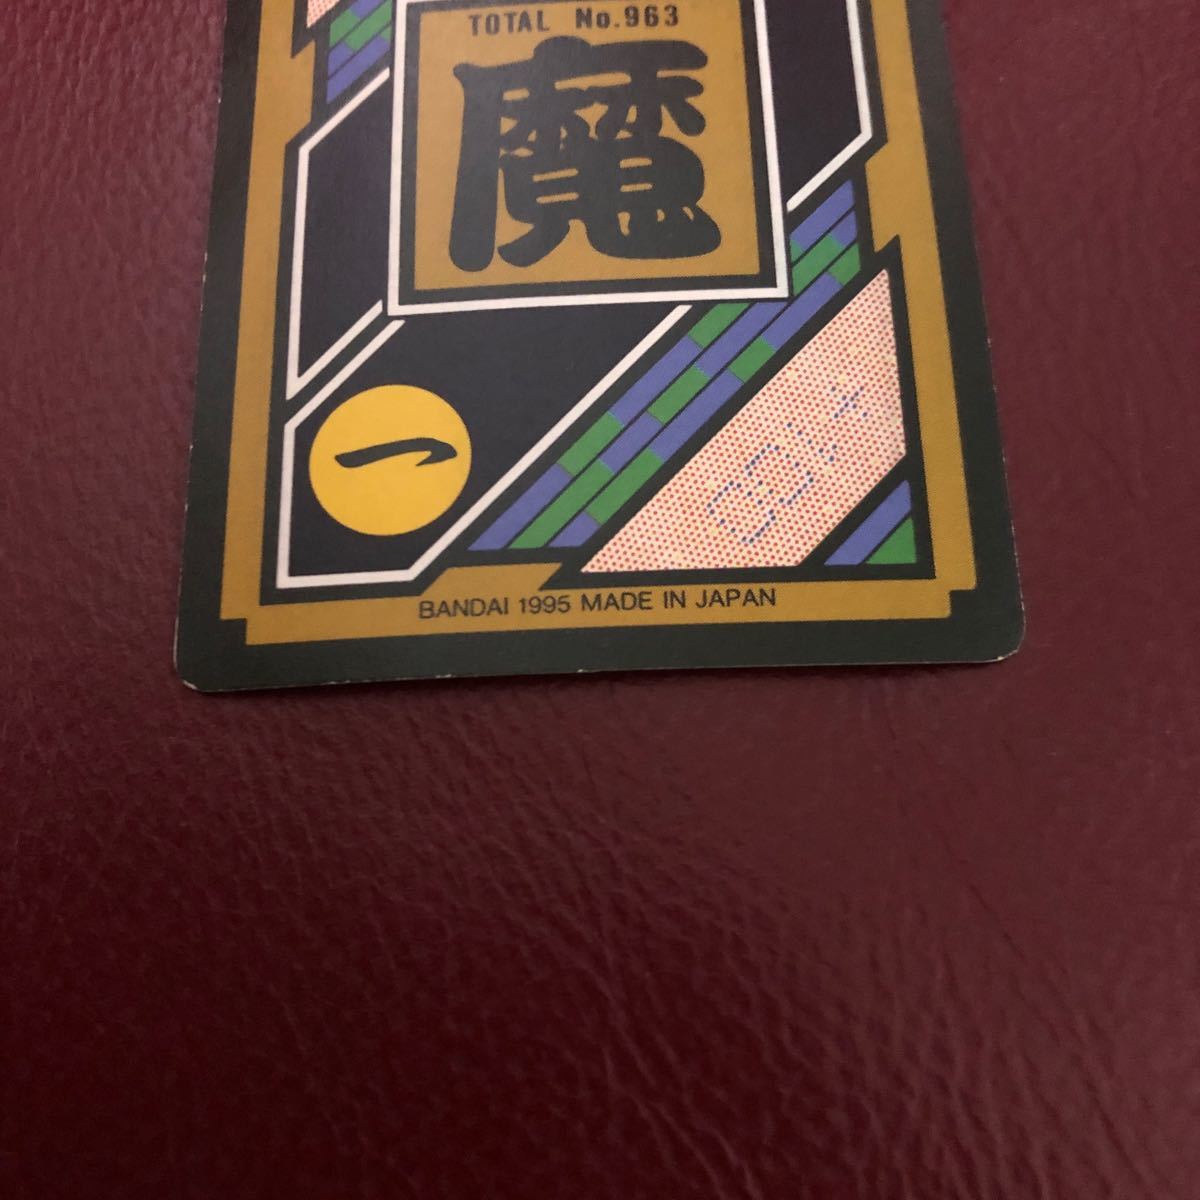 TOTAL No.963
魔
一
BANDAI 1995 MADE IN JAPAN